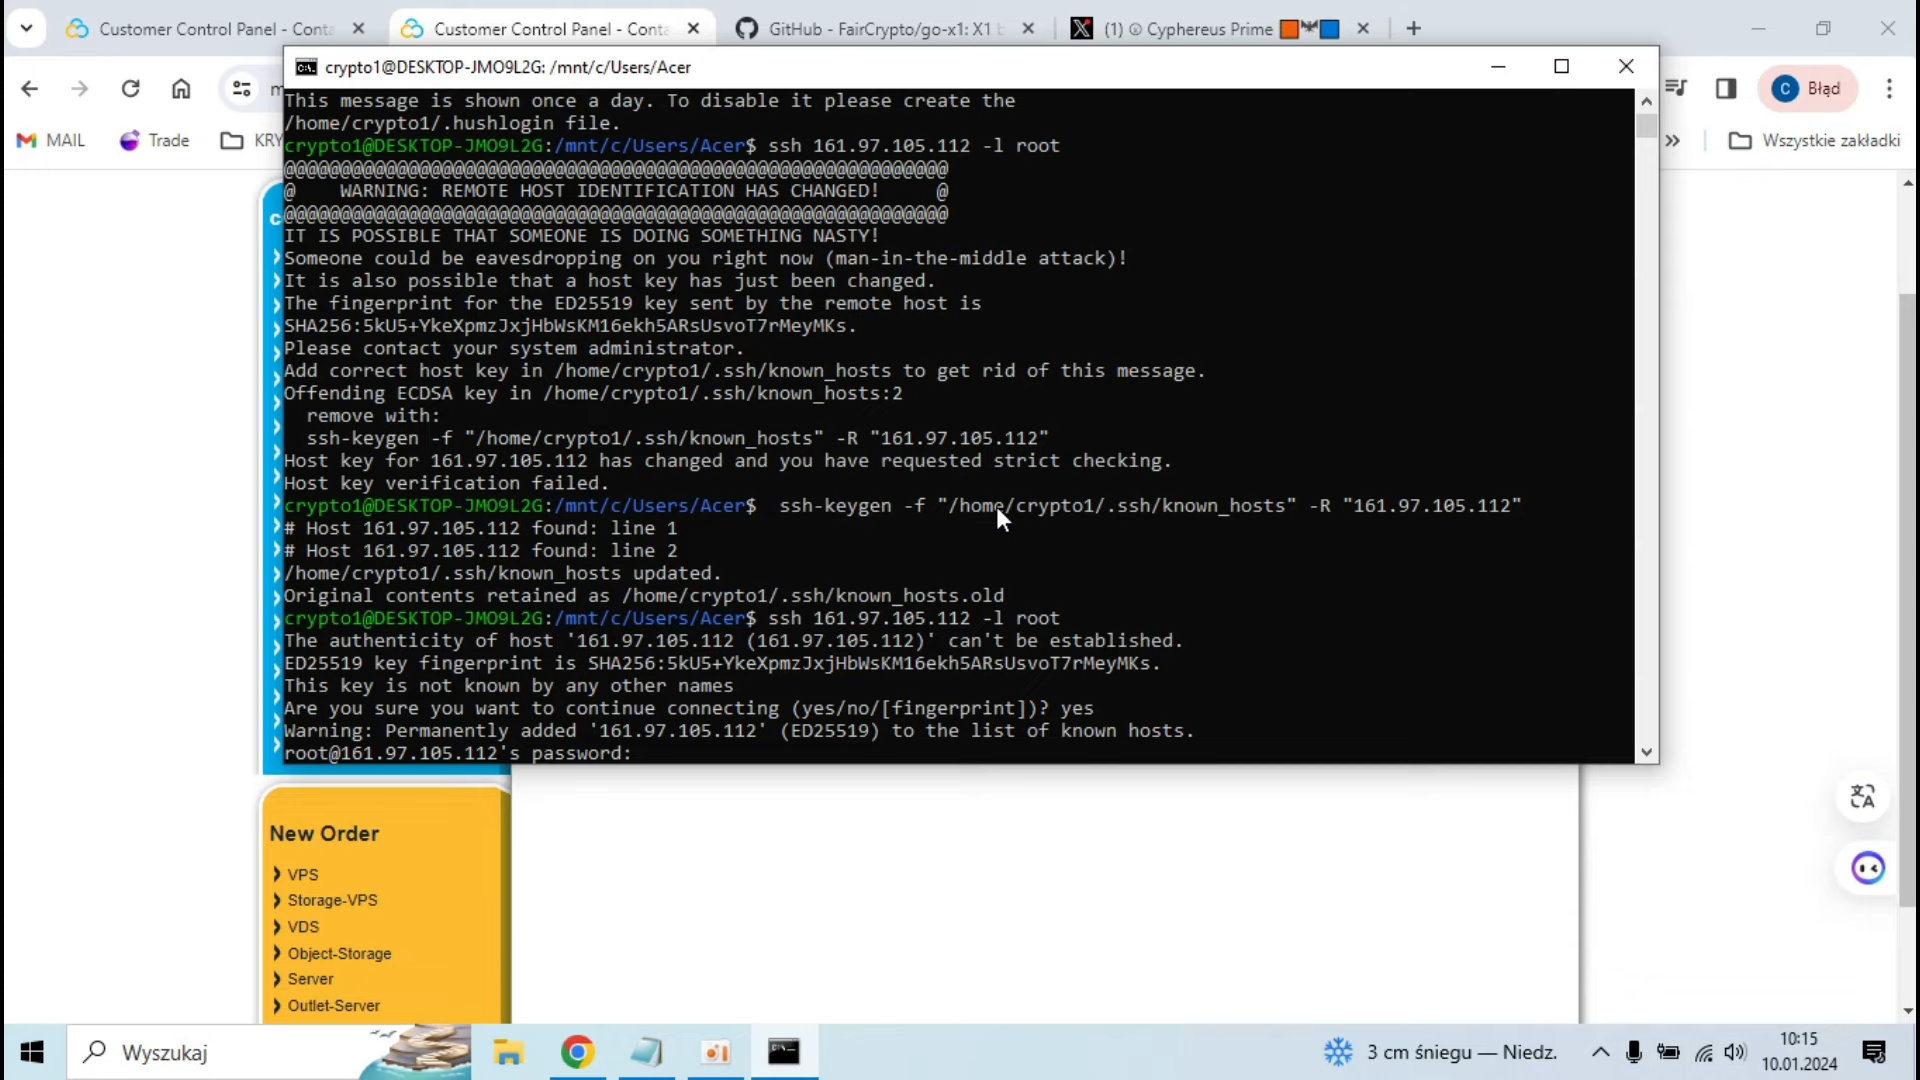 Customer Control Panel - Conta
Customer Control Panel - Conta
GitHub - FairCrypto/go-x1: X1 b
(1) Cyphereus Prime
crypto1@DESKTOP-JMO9L2G: /mnt/c/Users/Acer
Błąd
MAIL
Trade
KRY
Wszystkie zakładki
This message is shown once a day. To disable it please create the
/home/crypto1/.hushlogin file.
crypto1@DESKTOP-JMO9L2G:/mnt/c/Users/Acer$ ssh 161.97.105.112 -l root
@@@@@@@@@@@@@@@@@@@@@@@@@@@@@@@@@@@@@@@@@@@@@@@@@@@@@@@@@@@
@    WARNING: REMOTE HOST IDENTIFICATION HAS CHANGED!     @
@@@@@@@@@@@@@@@@@@@@@@@@@@@@@@@@@@@@@@@@@@@@@@@@@@@@@@@@@@@
IT IS POSSIBLE THAT SOMEONE IS DOING SOMETHING NASTY!
Someone could be eavesdropping on you right now (man-in-the-middle attack)!
It is also possible that a host key has just been changed.
The fingerprint for the ED25519 key sent by the remote host is
SHA256:5kU5+YkeXpmzJxjHbWsKM16ekh5ARsUsvoT7rMeyMKs.
Please contact your system administrator.
Add correct host key in /home/crypto1/.ssh/known_hosts to get rid of this message.
Offending ECDSA key in /home/crypto1/.ssh/known_hosts:2
  remove with:
  ssh-keygen -f "/home/crypto1/.ssh/known_hosts" -R "161.97.105.112"
Host key for 161.97.105.112 has changed and you have requested strict checking.
Host key verification failed.
crypto1@DESKTOP-JMO9L2G:/mnt/c/Users/Acer$  ssh-keygen -f "/home/crypto1/.ssh/known_hosts" -R "161.97.105.112"
# Host 161.97.105.112 found: line 1
# Host 161.97.105.112 found: line 2
/home/crypto1/.ssh/known_hosts updated.
Original contents retained as /home/crypto1/.ssh/known_hosts.old
crypto1@DESKTOP-JMO9L2G:/mnt/c/Users/Acer$ ssh 161.97.105.112 -l root
The authenticity of host '161.97.105.112 (161.97.105.112)' can't be established.
ED25519 key fingerprint is SHA256:5kU5+YkeXpmzJxjHbWsKM16ekh5ARsUsvoT7rMeyMKs.
This key is not known by any other names
Are you sure you want to continue connecting (yes/no/[fingerprint])? yes
Warning: Permanently added '161.97.105.112' (ED25519) to the list of known hosts.
root@161.97.105.112's password:
New Order
VPS
Storage-VPS
VDS
Object-Storage
Server
Outlet-Server
Wyszukaj
3 cm śniegu — Niedz.
10:15
10.01.2024